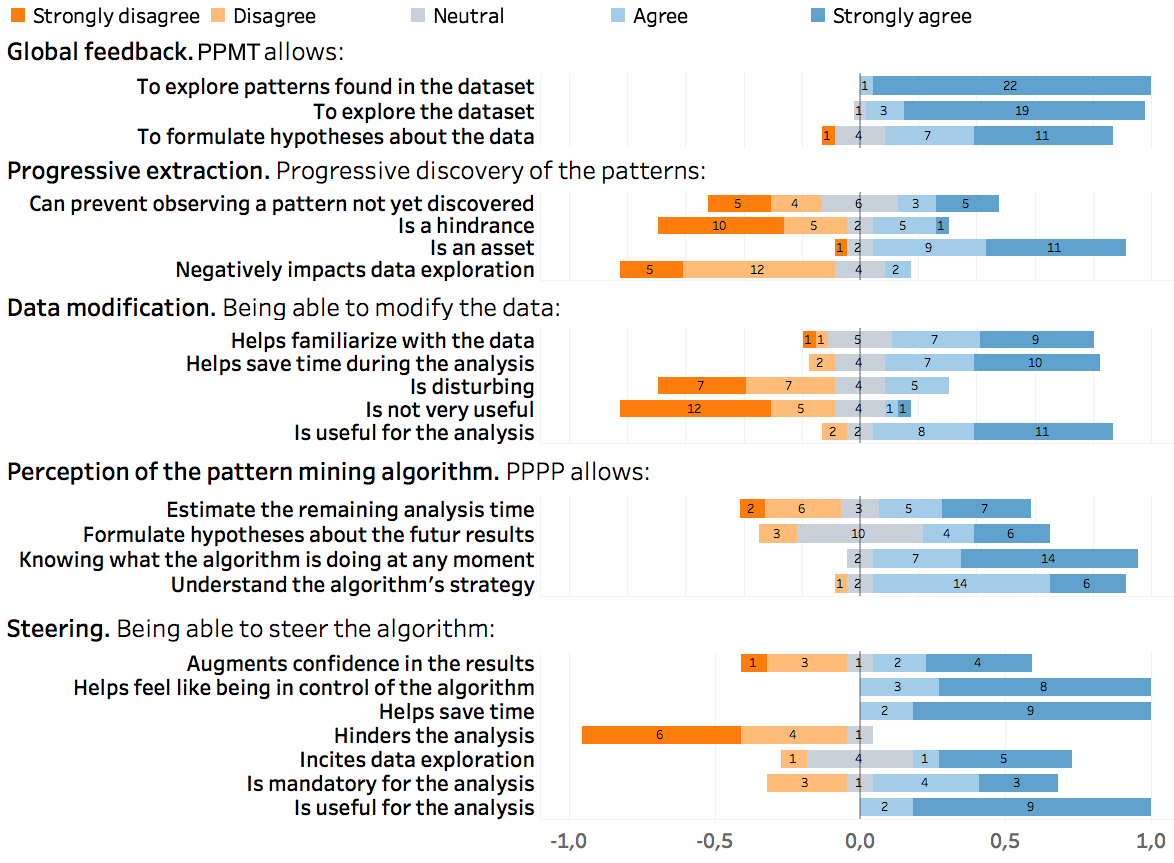 Strongly disagree Disagree Neutral Agree Strongly agree
Global feedback. PPMT allows:
To explore patterns found in the dataset 1 22
To explore the dataset 1 3 19
To formulate hypotheses about the data 1 4 7 11
Progressive extraction. Progressive discovery of the patterns:
Can prevent observing a pattern not yet discovered 5 4 6 3 5
Is a hindrance 10 5 2 5 1
Is an asset 1 2 9 11
Negatively impacts data exploration 5 12 4 2
Data modification. Being able to modify the data:
Helps familiarize with the data 1 1 5 7 9
Helps save time during the analysis 2 4 7 10
Is disturbing 7 7 4 5
Is not very useful 12 5 4 1 1
Is useful for the analysis 2 2 8 11
Perception of the pattern mining algorithm. PPPP allows:
Estimate the remaining analysis time 2 6 3 5 7
Formulate hypotheses about the futur results 3 10 4 6
Knowing what the algorithm is doing at any moment 2 7 14
Understand the algorithm's strategy 1 2 14 6
Steering. Being able to steer the algorithm:
Augments confidence in the results 1 3 1 2 4
Helps feel like being in control of the algorithm 3 8
Helps save time 2 9
Hinders the analysis 6 4 1
Incites data exploration 1 4 1 5
Is mandatory for the analysis 3 1 4 3
Is useful for the analysis 2 9
-1,0 -0,5 0,0 0,5 1,0